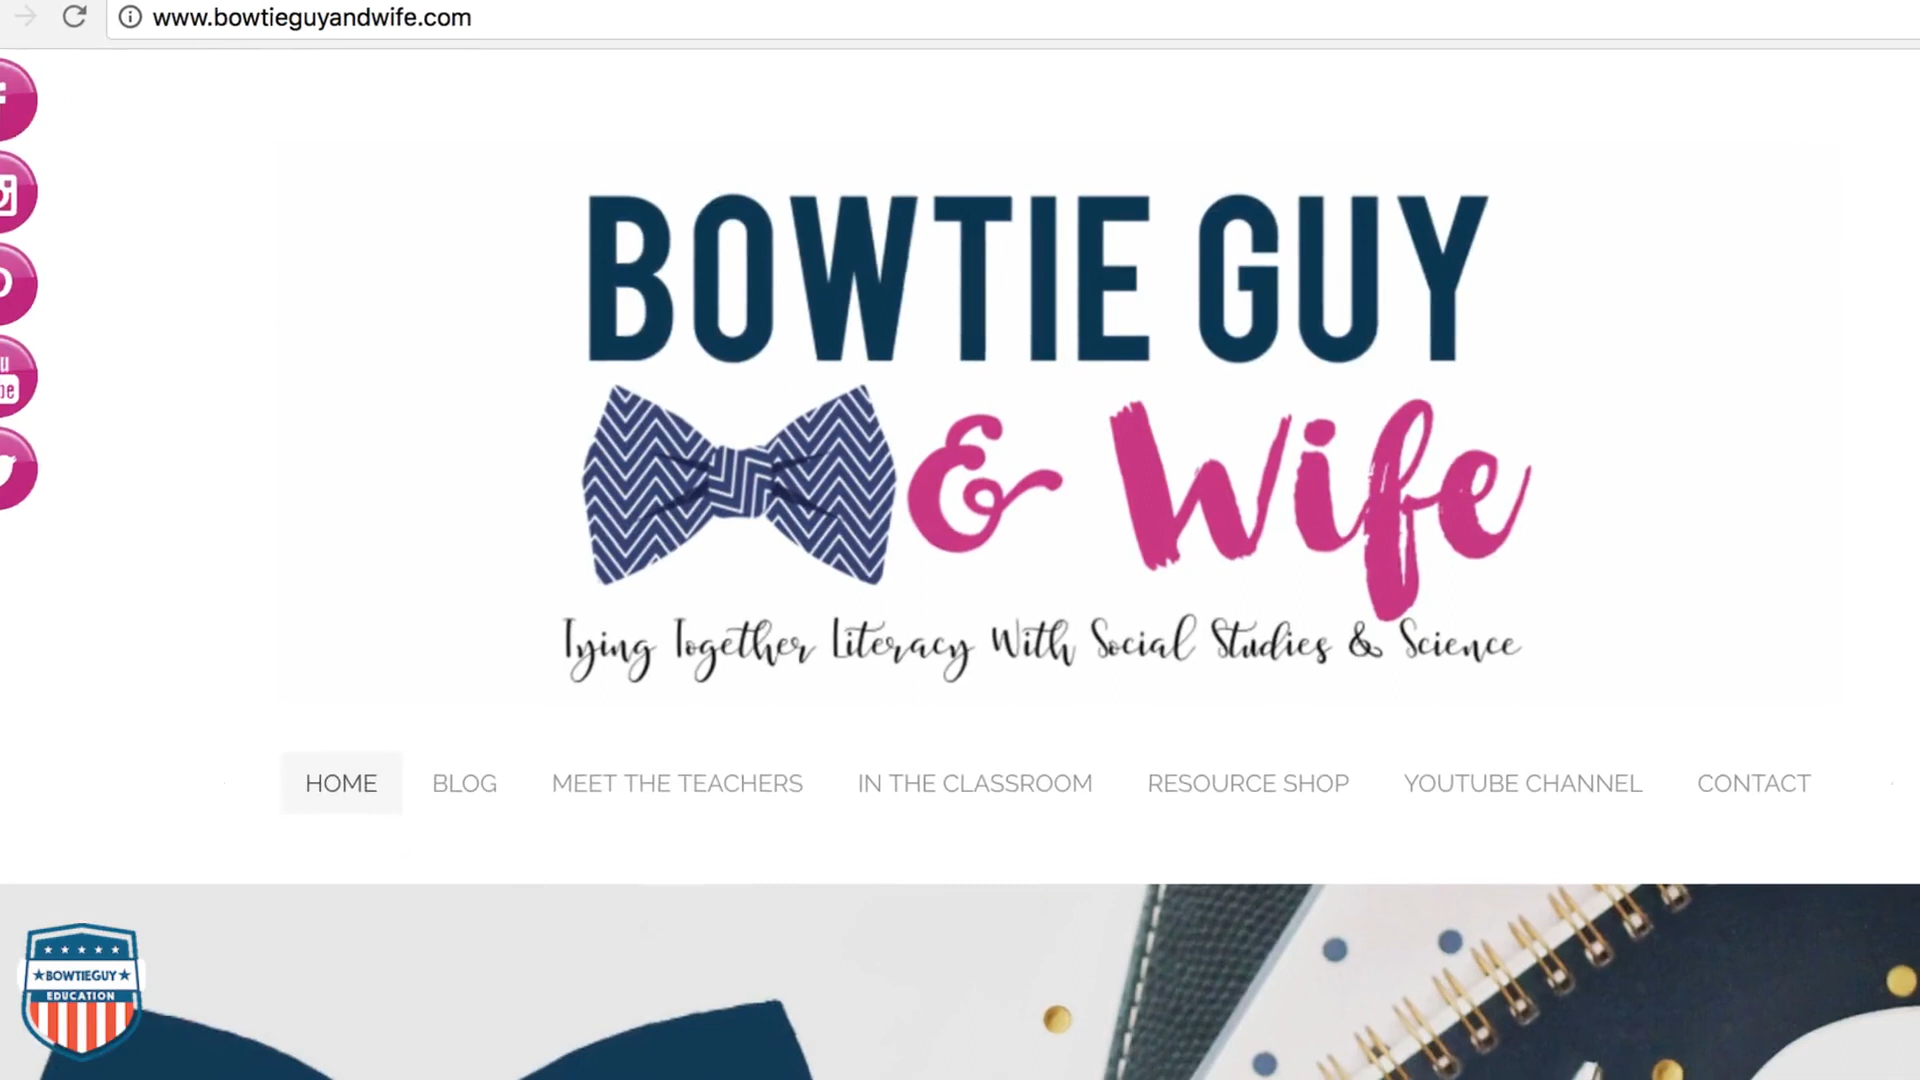 www.bowtieguyandwife.com
BOWTIE GUY
& Wife
Tying Together Literacy With Social Studies & Science
HOME BLOG MEET THE TEACHERS IN THE CLASSROOM RESOURCE SHOP YOUTUBE CHANNEL CONTACT
BOWTIEGUY
EDUCATION